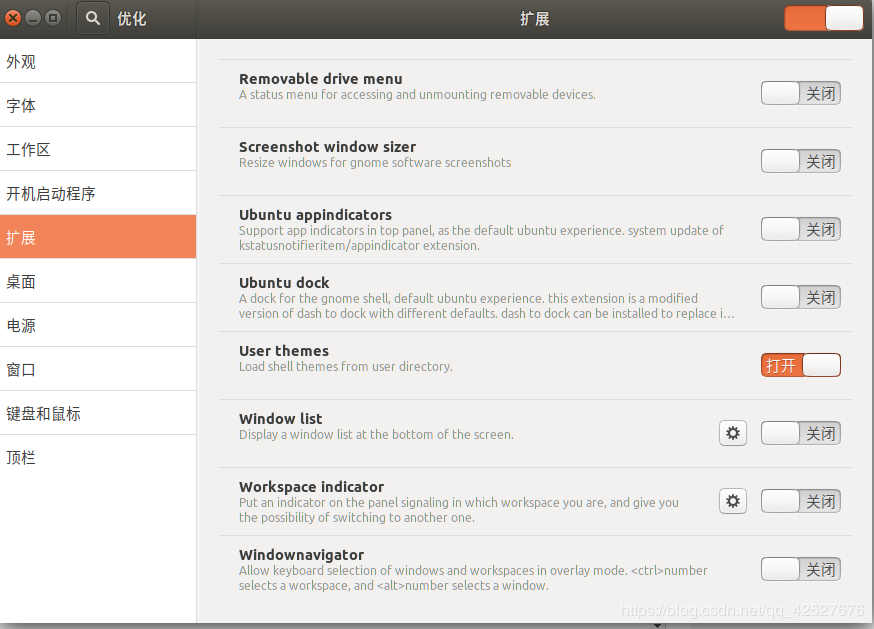 优化
扩展
外观
字体
工作区
开机启动程序
扩展
桌面
电源
窗口
键盘和鼠标
顶栏
Removable drive menu
A status menu for accessing and unmounting removable devices.
关闭
Screenshot window sizer
Resize windows for gnome software screenshots
关闭
Ubuntu appindicators
Support app indicators in top panel, as the default ubuntu experience. system update of
kstatusnotifieritem/appindicator extension.
关闭
Ubuntu dock
A dock for the gnome shell, default ubuntu experience. this extension is a modified
version of dash to dock with different defaults. dash to dock can be installed to replace i...
关闭
User themes
Load shell themes from user directory.
打开
Window list
Display a window list at the bottom of the screen.
关闭
Workspace indicator
Put an indicator on the panel signaling in which workspace you are, and give you
the possibility of switching to another one.
关闭
Windownavigator
Allow keyboard selection of windows and workspaces in overlay mode. <ctrl>number
selects a workspace, and <alt>number selects a window.
关闭
https://blog.csdn.net/qq_42527676